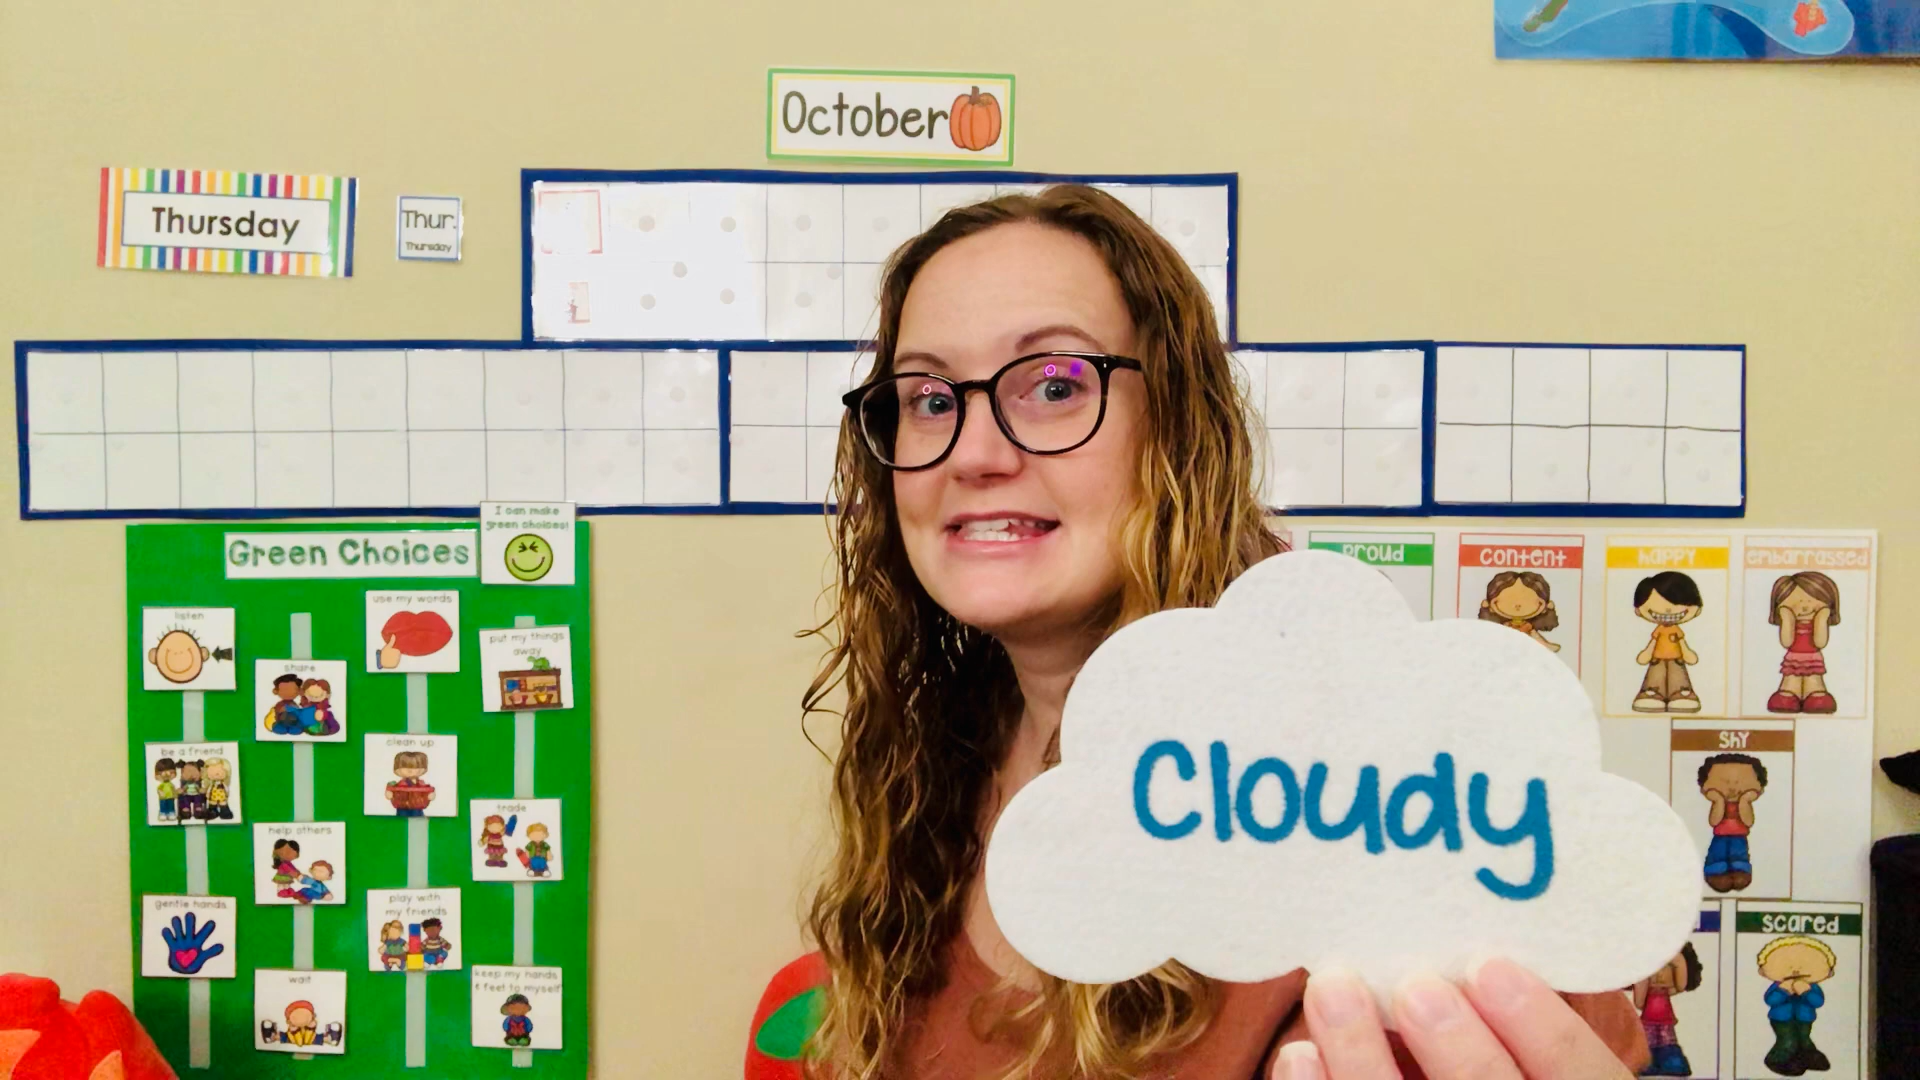 October
Thursday
Thur.
Thursday
I can make
green choices!
Green Choices
listen
share
use my words
put my things
away
be a friend
help others
clean up
trade
gentle hands
wait
play with
my friends
keep my hands
& feet to myself
Cloudy
proud
content
happy
embarrassed
shy
scared